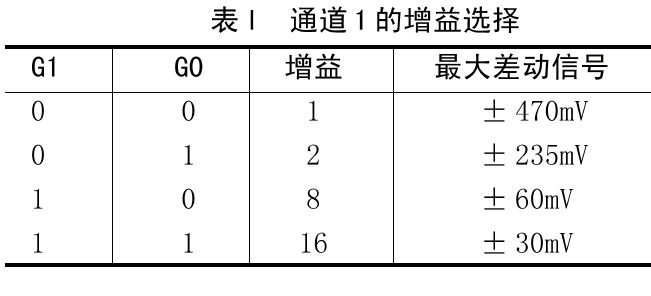 表I 通道1的增益选择
G1 G0 增益 最大差动信号
0 0 1 ±470mV
0 1 2 ±235mV
1 0 8 ±60mV
1 1 16 ±30mV